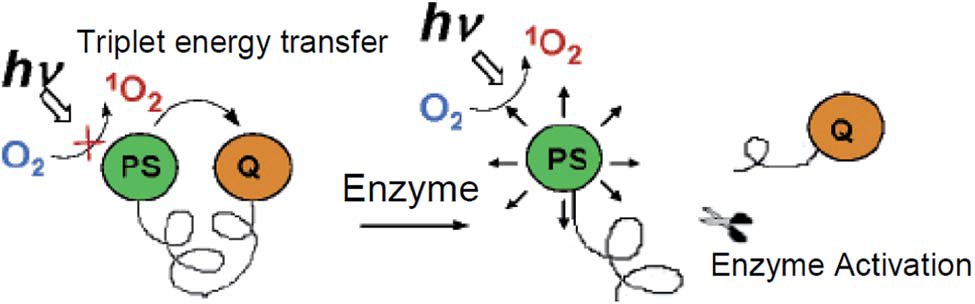 Triplet energy transfer
hν
¹O₂
O₂
PS
Q
Enzyme
hν
¹O₂
O₂
PS
Q
Enzyme Activation